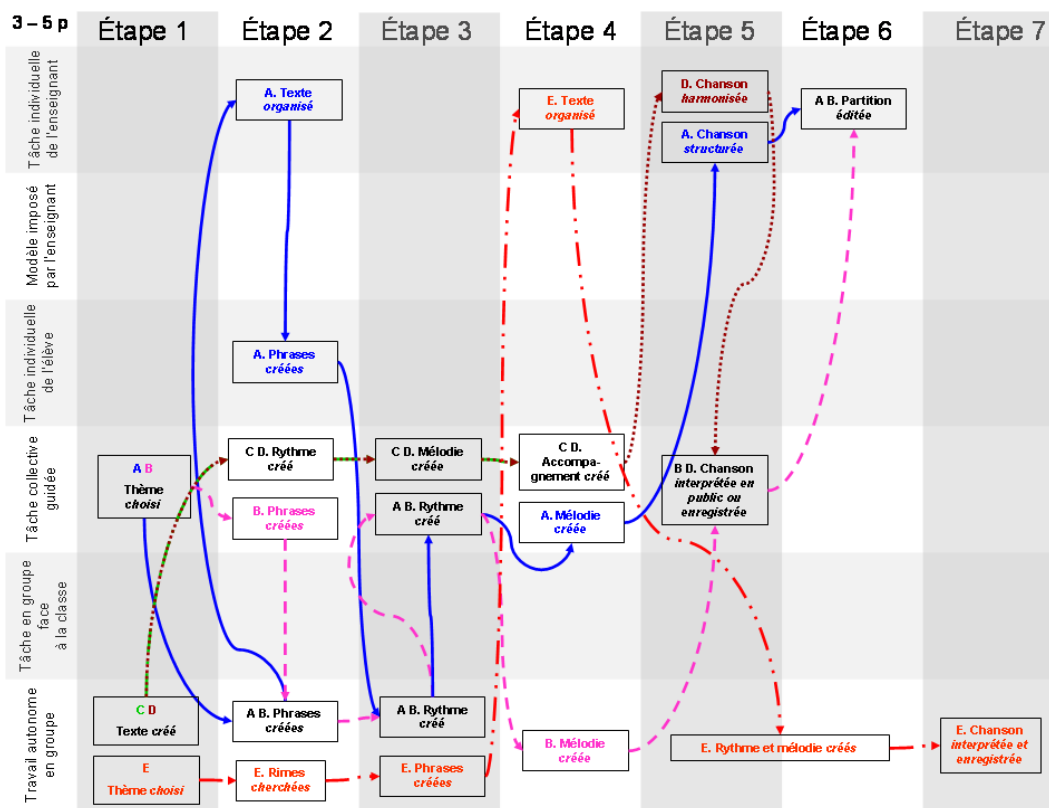 3 – 5 p
Étape 1
Étape 2
Étape 3
Étape 4
Étape 5
Étape 6
Étape 7
Tâche individuelle
de l'enseignant
A. Texte
organisé
E. Texte
organisé
D. Chanson
harmonisée
A. Chanson
structurée
A B. Partition
éditée
Modèle imposé
par l'enseignant
Tâche individuelle
de l'élève
A. Phrases
créées
Tâche collective
guidée
A B
Thème
choisi
C D. Rythme
créé
B. Phrases
créées
C D. Mélodie
créée
A B. Rythme
créé
C D.
Accompa-
gnement créé
A. Mélodie
créée
B D. Chanson
interprétée en
public ou
enregistrée
Tâche en groupe
face
à la classe
Travail autonome
en groupe
C D
Texte créé
E
Thème choisi
A B. Phrases
créées
E. Rimes
cherchées
A B. Rythme
créé
E. Phrases
créées
B. Mélodie
créée
E. Rythme et mélodie créés
E. Chanson
interprétée et
enregistrée